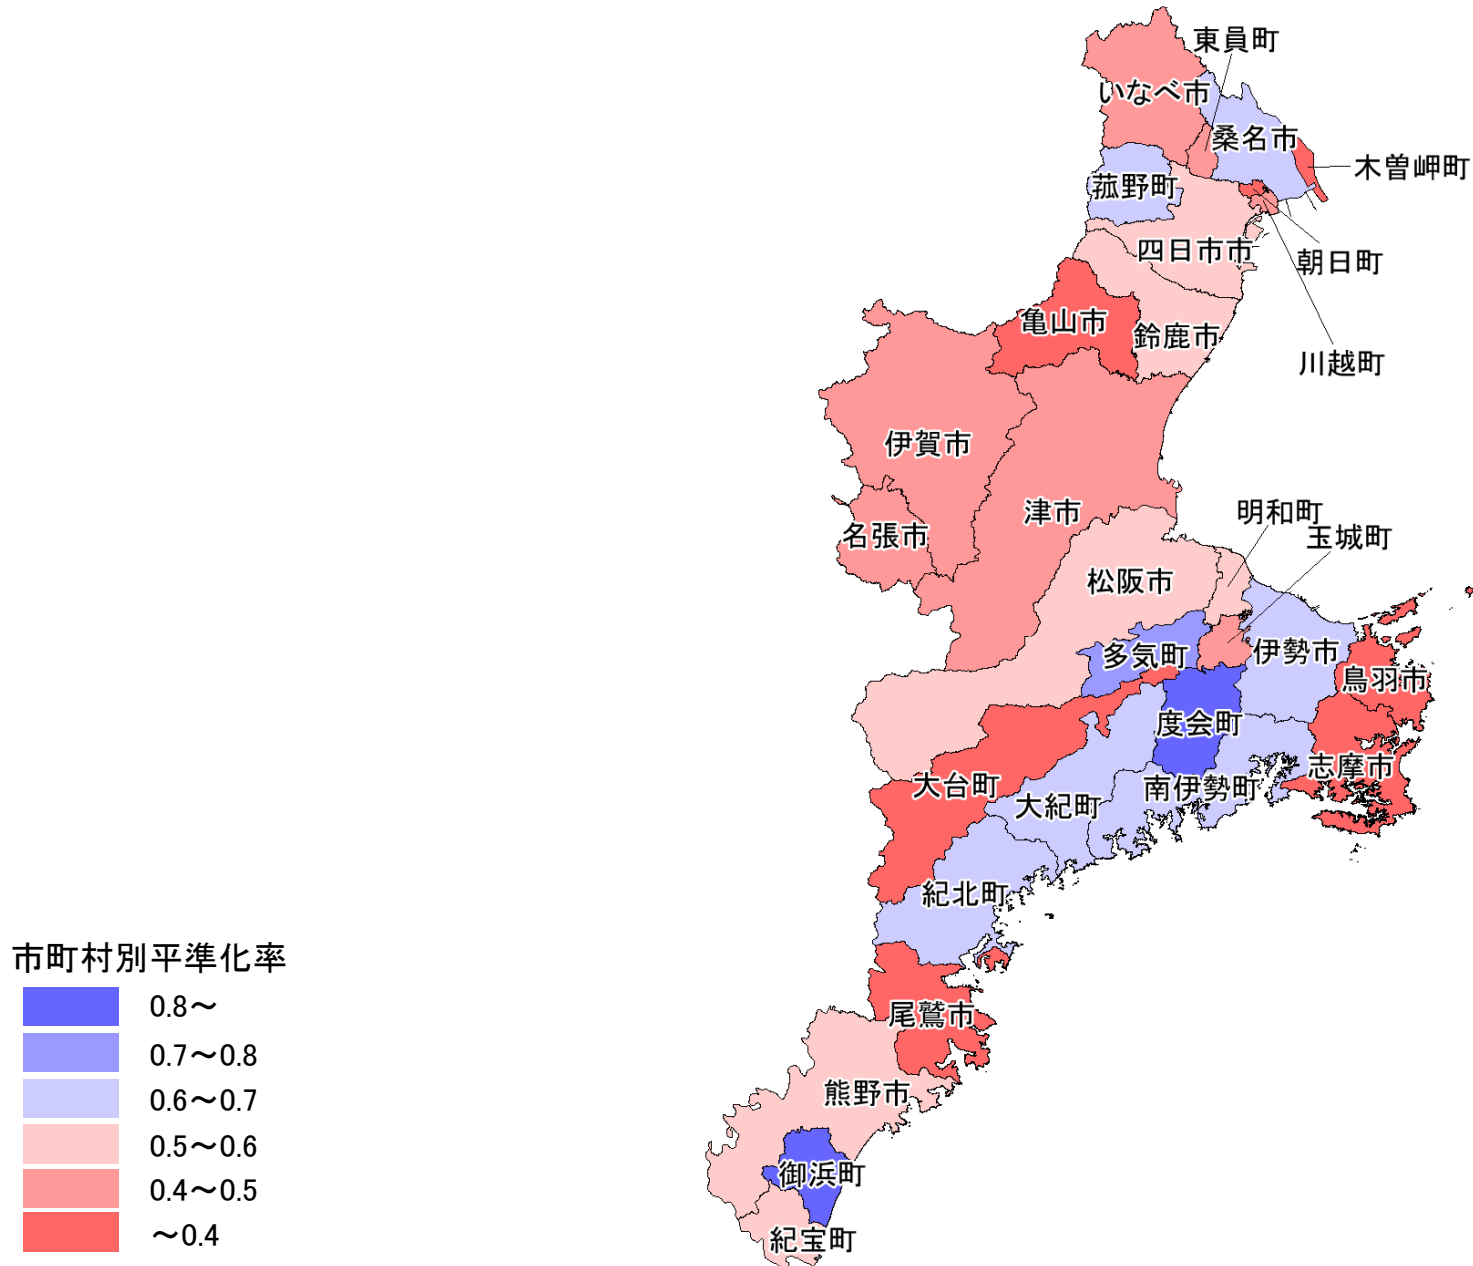 東員町
いなべ市
桑名市
木曽岬町
菰野町
四日市市
朝日町
亀山市
鈴鹿市
川越町
伊賀市
津市
明和町
名張市
玉城町
松阪市
多気町
伊勢市
鳥羽市
度会町
志摩市
大台町
南伊勢町
大紀町
紀北町
尾鷲市
熊野市
御浜町
紀宝町
市町村別平準化率
0.8～
0.7～0.8
0.6～0.7
0.5～0.6
0.4～0.5
～0.4